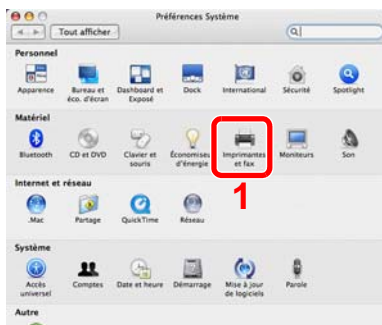 Préférences Système
Tout afficher
Personnel
Apparence
Bureau et éco. d'écran
Dashboard et Exposé
Dock
International
Sécurité
Spotlight
Matériel
Bluetooth
CD et DVD
Clavier et souris
Économiseur d'énergie
Imprimantes et fax
Moniteurs
Son
1
Internet et réseau
.Mac
Partage
QuickTime
Réseau
Système
Accès universel
Comptes
Date et heure
Démarrage
Mise à jour de logiciels
Parole
Autre